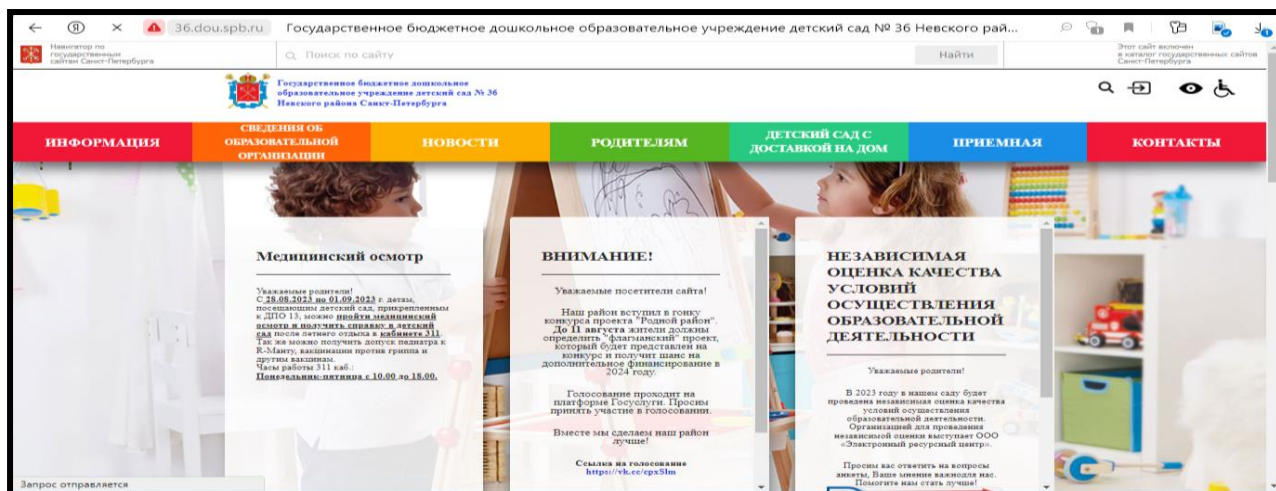 36.dou.spb.ru Государственное бюджетное дошкольное образовательное учреждение детский сад № 36 Невского рай...
Навигатор по
государственным
сайтам Санкт-Петербурга
Поиск по сайту
Найти
Этот сайт включен
в каталог государственных сайтов
Санкт-Петербурга
Государственное бюджетное дошкольное
образовательное учреждение детский сад № 36
Невского района Санкт-Петербурга
ИНФОРМАЦИЯ
СВЕДЕНИЯ ОБ
ОБРАЗОВАТЕЛЬНОЙ
ОРГАНИЗАЦИИ
НОВОСТИ
РОДИТЕЛЯМ
ДЕТСКИЙ САД С
ДОСТАВКОЙ НА ДОМ
ПРИЕМНАЯ
КОНТАКТЫ
Медицинский осмотр
Уважаемые родители!
С 28.08.2023 по 01.09.2023 г. детям,
посещающим детский сад, прикрепленным
к ДПО 13, можно пройти медицинский
осмотр и получить справку в детский
сад после летнего отдыха в кабинете 311.
Так же можно получить допуск педиатра к
R-Манту, вакцинации против гриппа и
другим вакцинам.
Часы работы 311 каб.:
Понедельник-пятница с 10.00 до 18.00.
ВНИМАНИЕ!
Уважаемые посетители сайта!
Наш район вступил в гонку
конкурса проекта "Родной район".
До 11 августа жители должны
определить "флагманский" проект,
который будет представлен на
конкурс и получит шанс на
дополнительное финансирование в
2024 году.
Голосование проходит на
платформе Госуслуги. Просим
принять участие в голосовании.
Вместе мы сделаем наш район
лучше!
Ссылка на голосование
https://vk.cc/cpx5lm
НЕЗАВИСИМАЯ
ОЦЕНКА КАЧЕСТВА
УСЛОВИЙ
ОСУЩЕСТВЛЕНИЯ
ОБРАЗОВАТЕЛЬНОЙ
ДЕЯТЕЛЬНОСТИ
Уважаемые родители!
В 2023 году в нашем саду будет
проведена независимая оценка качества
условий осуществления
образовательной деятельности.
Организацией для проведения
независимой оценки выступает ООО
«Электронный ресурсный центр».
Просим вас ответить на вопросы
анкеты, Ваше мнение важнодля нас.
Помогите нам стать лучше!
Запрос отправляется